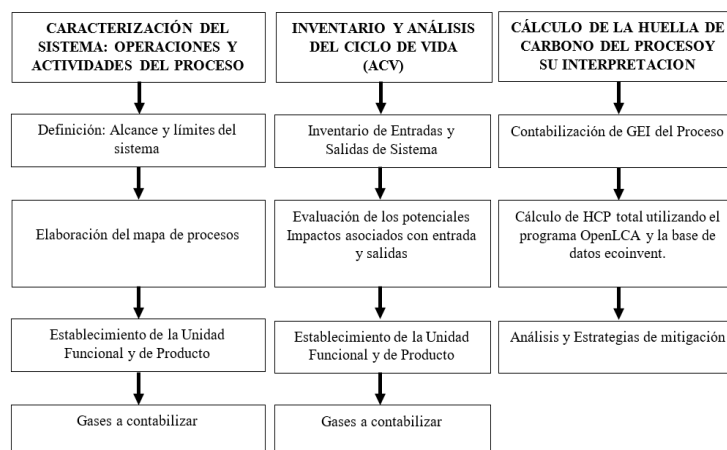 CARACTERIZACIÓN DEL
SISTEMA: OPERACIONES Y
ACTIVIDADES DEL PROCESO
Definición: Alcance y límites del
sistema
Elaboración del mapa de procesos
Establecimiento de la Unidad
Funcional y de Producto
Gases a contabilizar
INVENTARIO Y ANÁLISIS
DEL CICLO DE VIDA
(ACV)
Inventario de Entradas y
Salidas de Sistema
Evaluación de los potenciales
Impactos asociados con entrada
y salidas
Establecimiento de la Unidad
Funcional y de Producto
Gases a contabilizar
CÁLCULO DE LA HUELLA DE
CARBONO DEL PROCESOY
SU INTERPRETACION
Contabilización de GEI del Proceso
Cálculo de HCP total utilizando el
programa OpenLCA y la base de
datos ecoinvent.
Análisis y Estrategias de mitigación